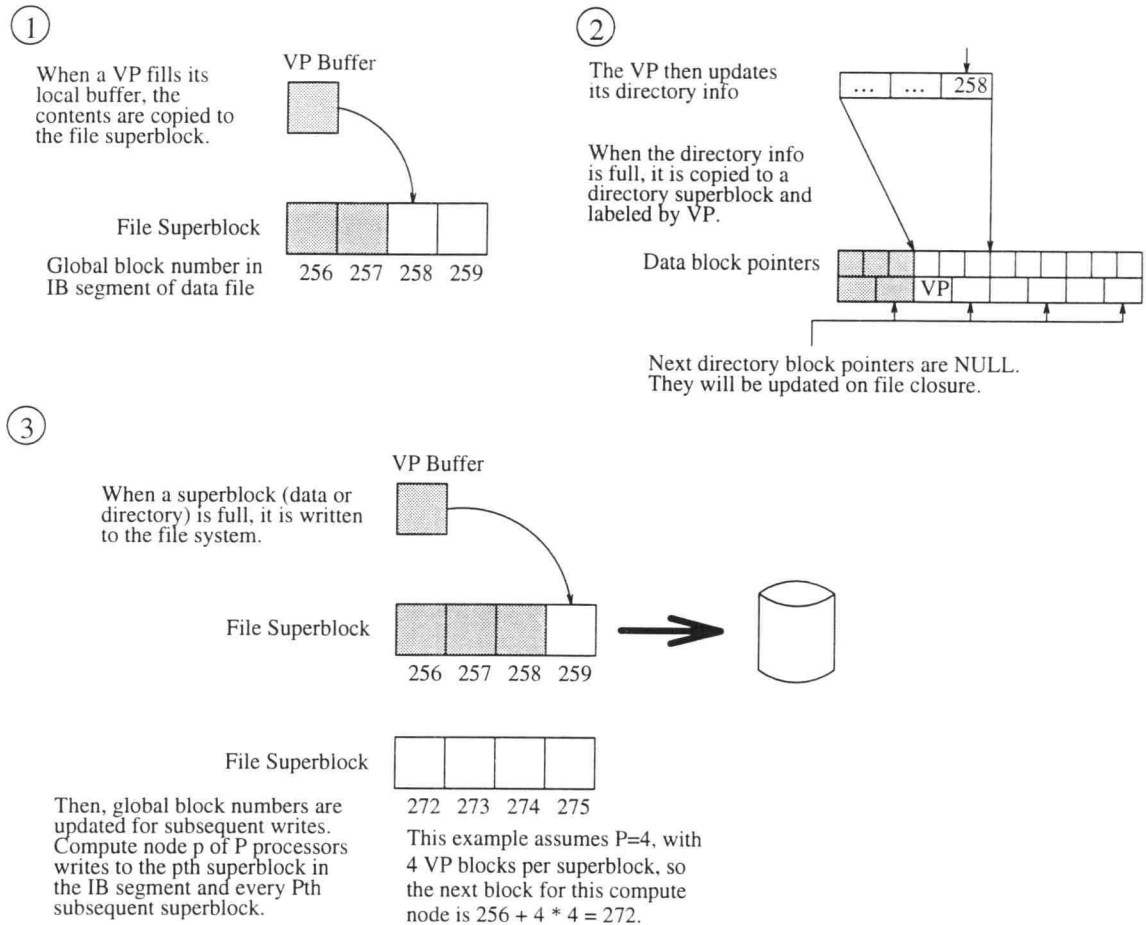 1
When a VP fills its
local buffer, the
contents are copied to
the file superblock.
VP Buffer
File Superblock
Global block number in
IB segment of data file
256 257 258 259
2
The VP then updates
its directory info
... ... 258
When the directory info
is full, it is copied to a
directory superblock and
labeled by VP.
Data block pointers
VP
Next directory block pointers are NULL.
They will be updated on file closure.
3
VP Buffer
When a superblock (data or
directory) is full, it is written
to the file system.
File Superblock
256 257 258 259
File Superblock
272 273 274 275
Then, global block numbers are
updated for subsequent writes.
Compute node p of P processors
writes to the pth superblock in
the IB segment and every Pth
subsequent superblock.
This example assumes P=4, with
4 VP blocks per superblock, so
the next block for this compute
node is 256 + 4 * 4 = 272.